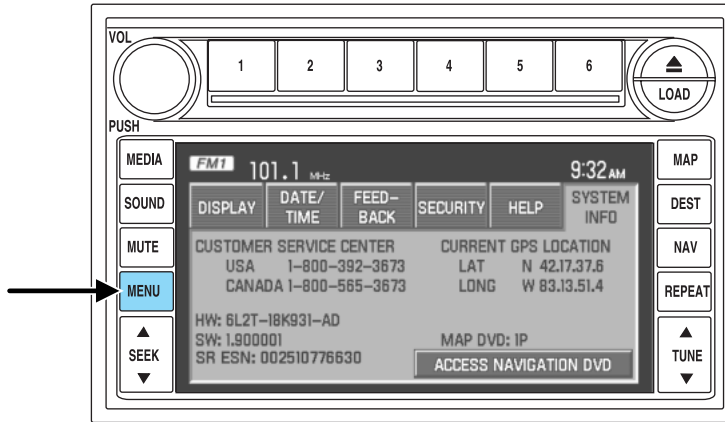 VOL
1 2 3 4 5 6
LOAD
PUSH
MEDIA
SOUND
MUTE
MENU
SEEK
FM1 101.1 MHz 9:32 AM
DISPLAY
DATE/
TIME
FEED-
BACK
SECURITY
HELP
SYSTEM
INFO
CUSTOMER SERVICE CENTER
USA 1-800-392-3673
CANADA 1-800-565-3673
CURRENT GPS LOCATION
LAT N 42.17.37.6
LONG W 83.13.51.4
HW: 6L2T-18K931-AD
SW: 1.900001
SR ESN: 002510776630
MAP DVD: 1P
ACCESS NAVIGATION DVD
MAP
DEST
NAV
REPEAT
TUNE